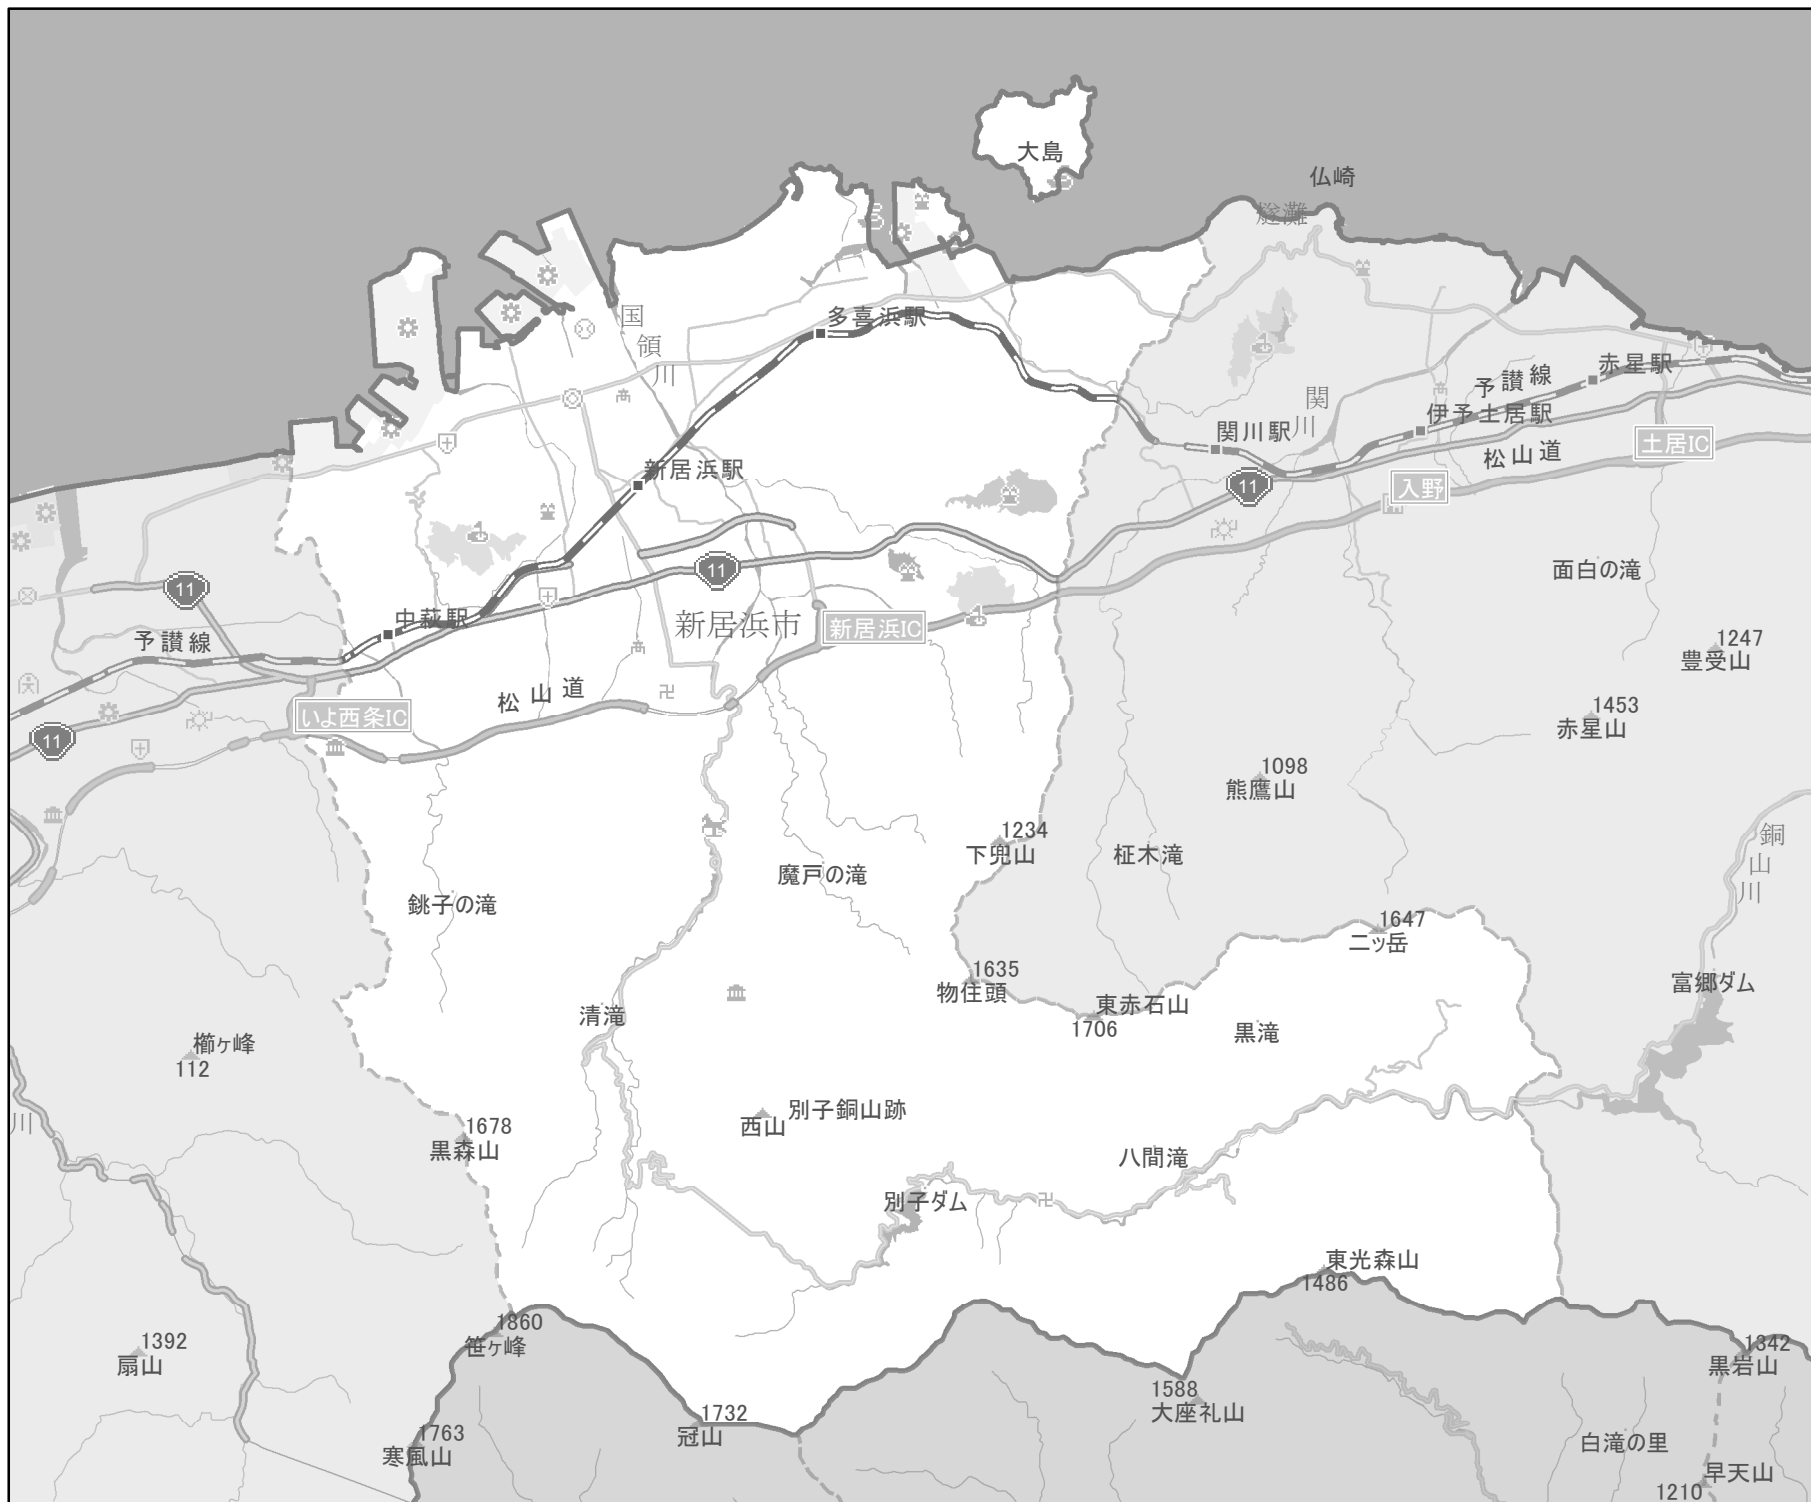 大島
仏崎
燧灘
国領川
多喜浜駅
赤星駅
予讃線
関川
伊予土居駅
関川駅
土居IC
松山道
新居浜駅
入野
11
11
11
面白の滝
中萩駅
新居浜市
新居浜IC
予讃線
1247
豊受山
松山道
いよ西条IC
1453
赤星山
11
1098
熊鷹山
銅山川
1234
下兜山
柾木滝
魔戸の滝
銚子の滝
1647
二ッ岳
1635
物住頭
富郷ダム
東赤石山
1706
清滝
黒滝
櫛ヶ峰
112
川
別子銅山跡
西山
1678
黒森山
八間滝
別子ダム
東光森山
1486
1860
笹ヶ峰
1392
扇山
1342
黒岩山
1588
大座礼山
1732
冠山
1763
寒風山
白滝の里
早天山
1210